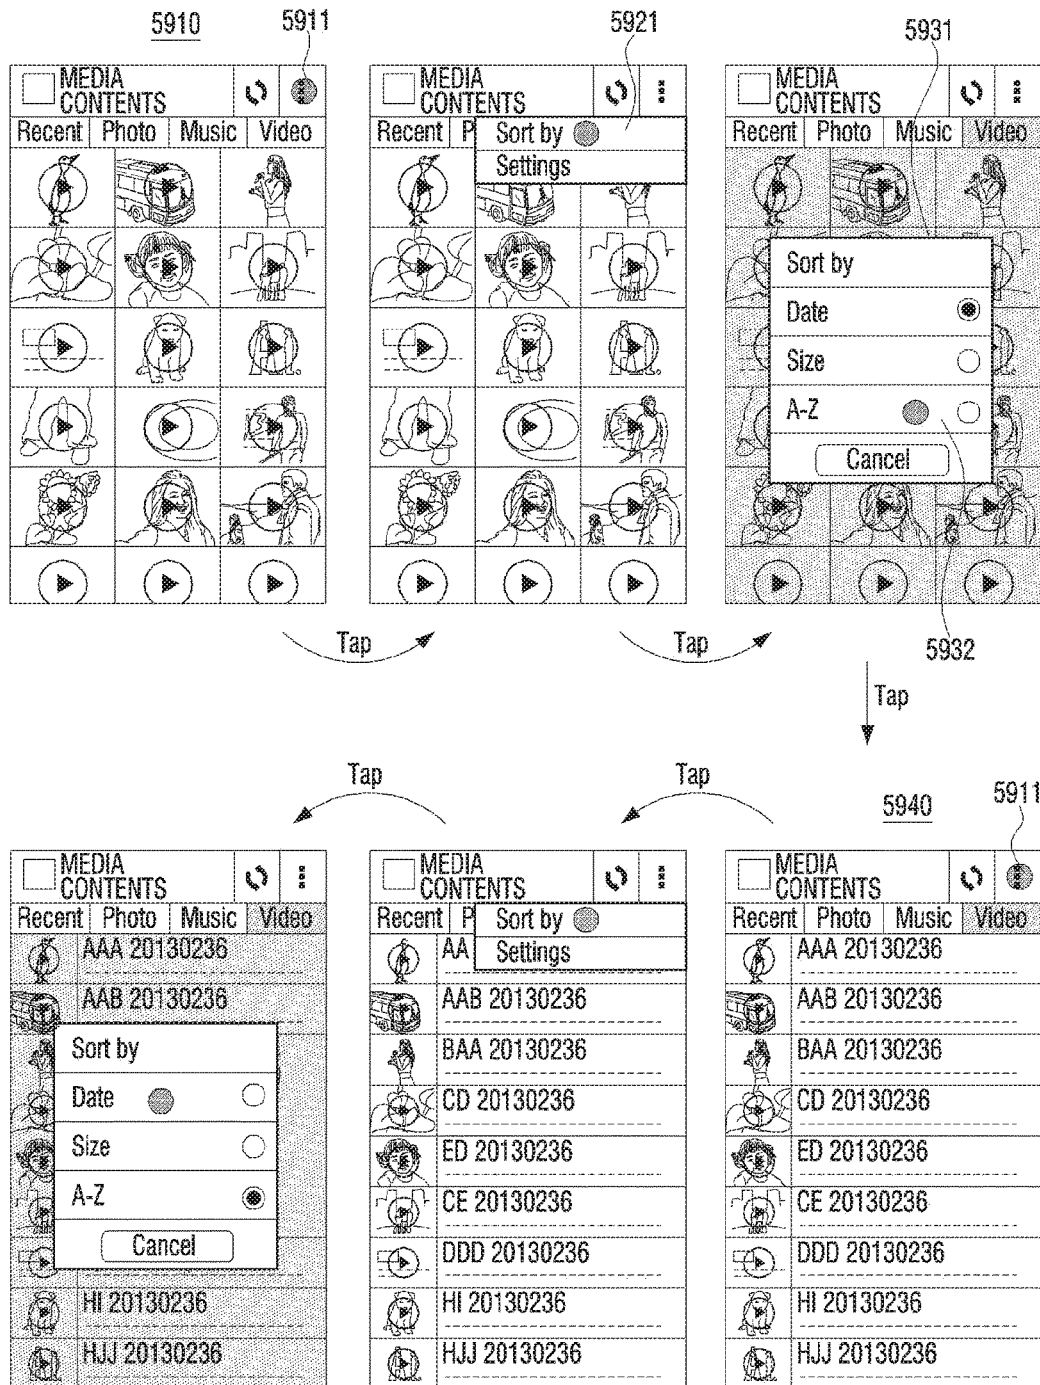 5910
5911
5921
5931
MEDIA
CONTENTS
Recent Photo Music Video
MEDIA
CONTENTS
Recent P
Sort by
Settings
MEDIA
CONTENTS
Recent Photo Music Video
Sort by
Date
Size
A-Z
Cancel
5932
Tap
Tap
Tap
Tap
Tap
5940
5911
MEDIA
CONTENTS
Recent Photo Music Video
AAA 20130236
AAB 20130236
Sort by
Date
Size
A-Z
Cancel
HI 20130236
HJJ 20130236
MEDIA
CONTENTS
Recent P
Sort by
Settings
AA
AAB 20130236
BAA 20130236
CD 20130236
ED 20130236
CE 20130236
DDD 20130236
HI 20130236
HJJ 20130236
MEDIA
CONTENTS
Recent Photo Music Video
AAA 20130236
AAB 20130236
BAA 20130236
CD 20130236
ED 20130236
CE 20130236
DDD 20130236
HI 20130236
HJJ 20130236